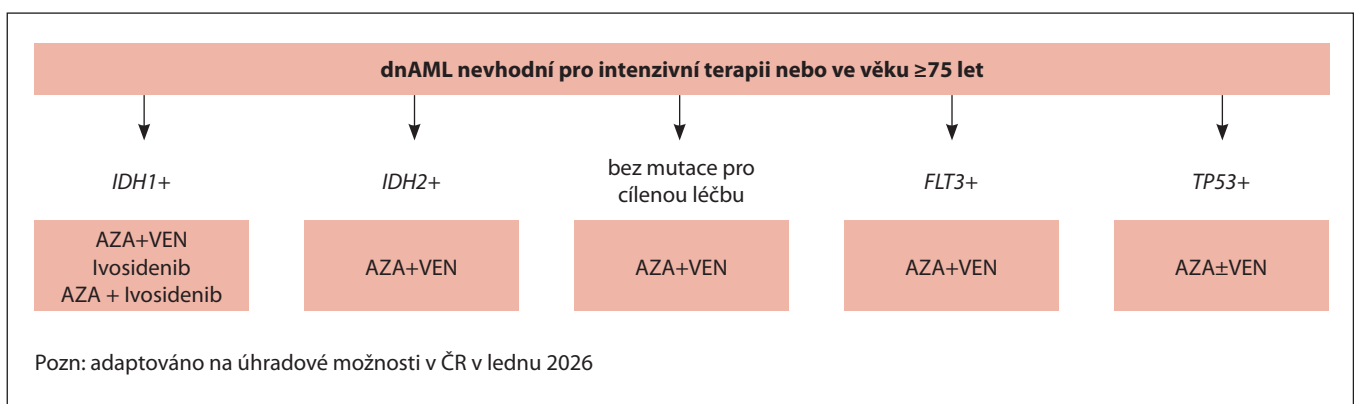 dnAML nevhodní pro intenzivní terapii nebo ve věku ≥75 let
IDH1+
IDH2+
bez mutace pro
cílenou léčbu
FLT3+
TP53+
AZA+VEN
Ivosidenib
AZA + Ivosidenib
AZA+VEN
AZA+VEN
AZA+VEN
AZA±VEN
Pozn: adaptováno na úhradové možnosti v ČR v lednu 2026